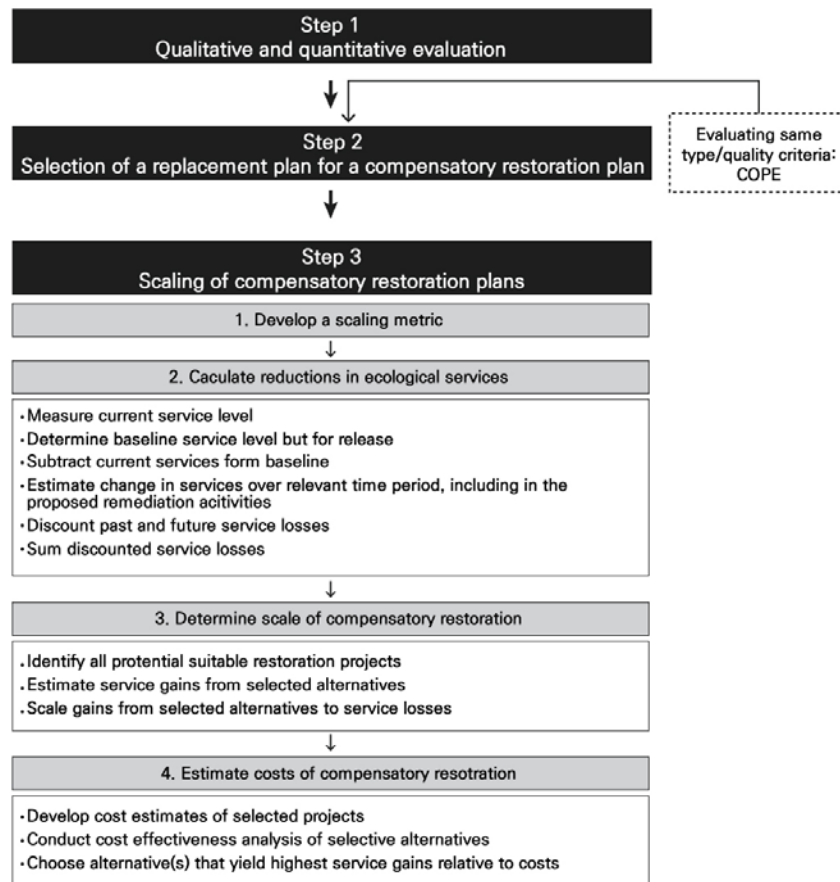 Step 1
Qualitative and quantitative evaluation
Step 2
Selection of a replacement plan for a compensatory restoration plan
Evaluating same
type/quality criteria:
COPE
Step 3
Scaling of compensatory restoration plans
1. Develop a scaling metric
2. Caculate reductions in ecological services
·Measure current service level
·Determine baseline service level but for release
·Subtract current services form baseline
·Estimate change in services over relevant time period, including in the
proposed remediation acitivities
·Discount past and future service losses
·Sum discounted service losses
3. Determine scale of compensatory restoration
.Identify all protential suitable restoration projects
.Estimate service gains from selected alternatives
.Scale gains from selected alternatives to service losses
4. Estimate costs of compensatory resotration
·Develop cost estimates of selected projects
·Conduct cost effectiveness analysis of selective alternatives
·Choose alternative(s) that yield highest service gains relative to costs